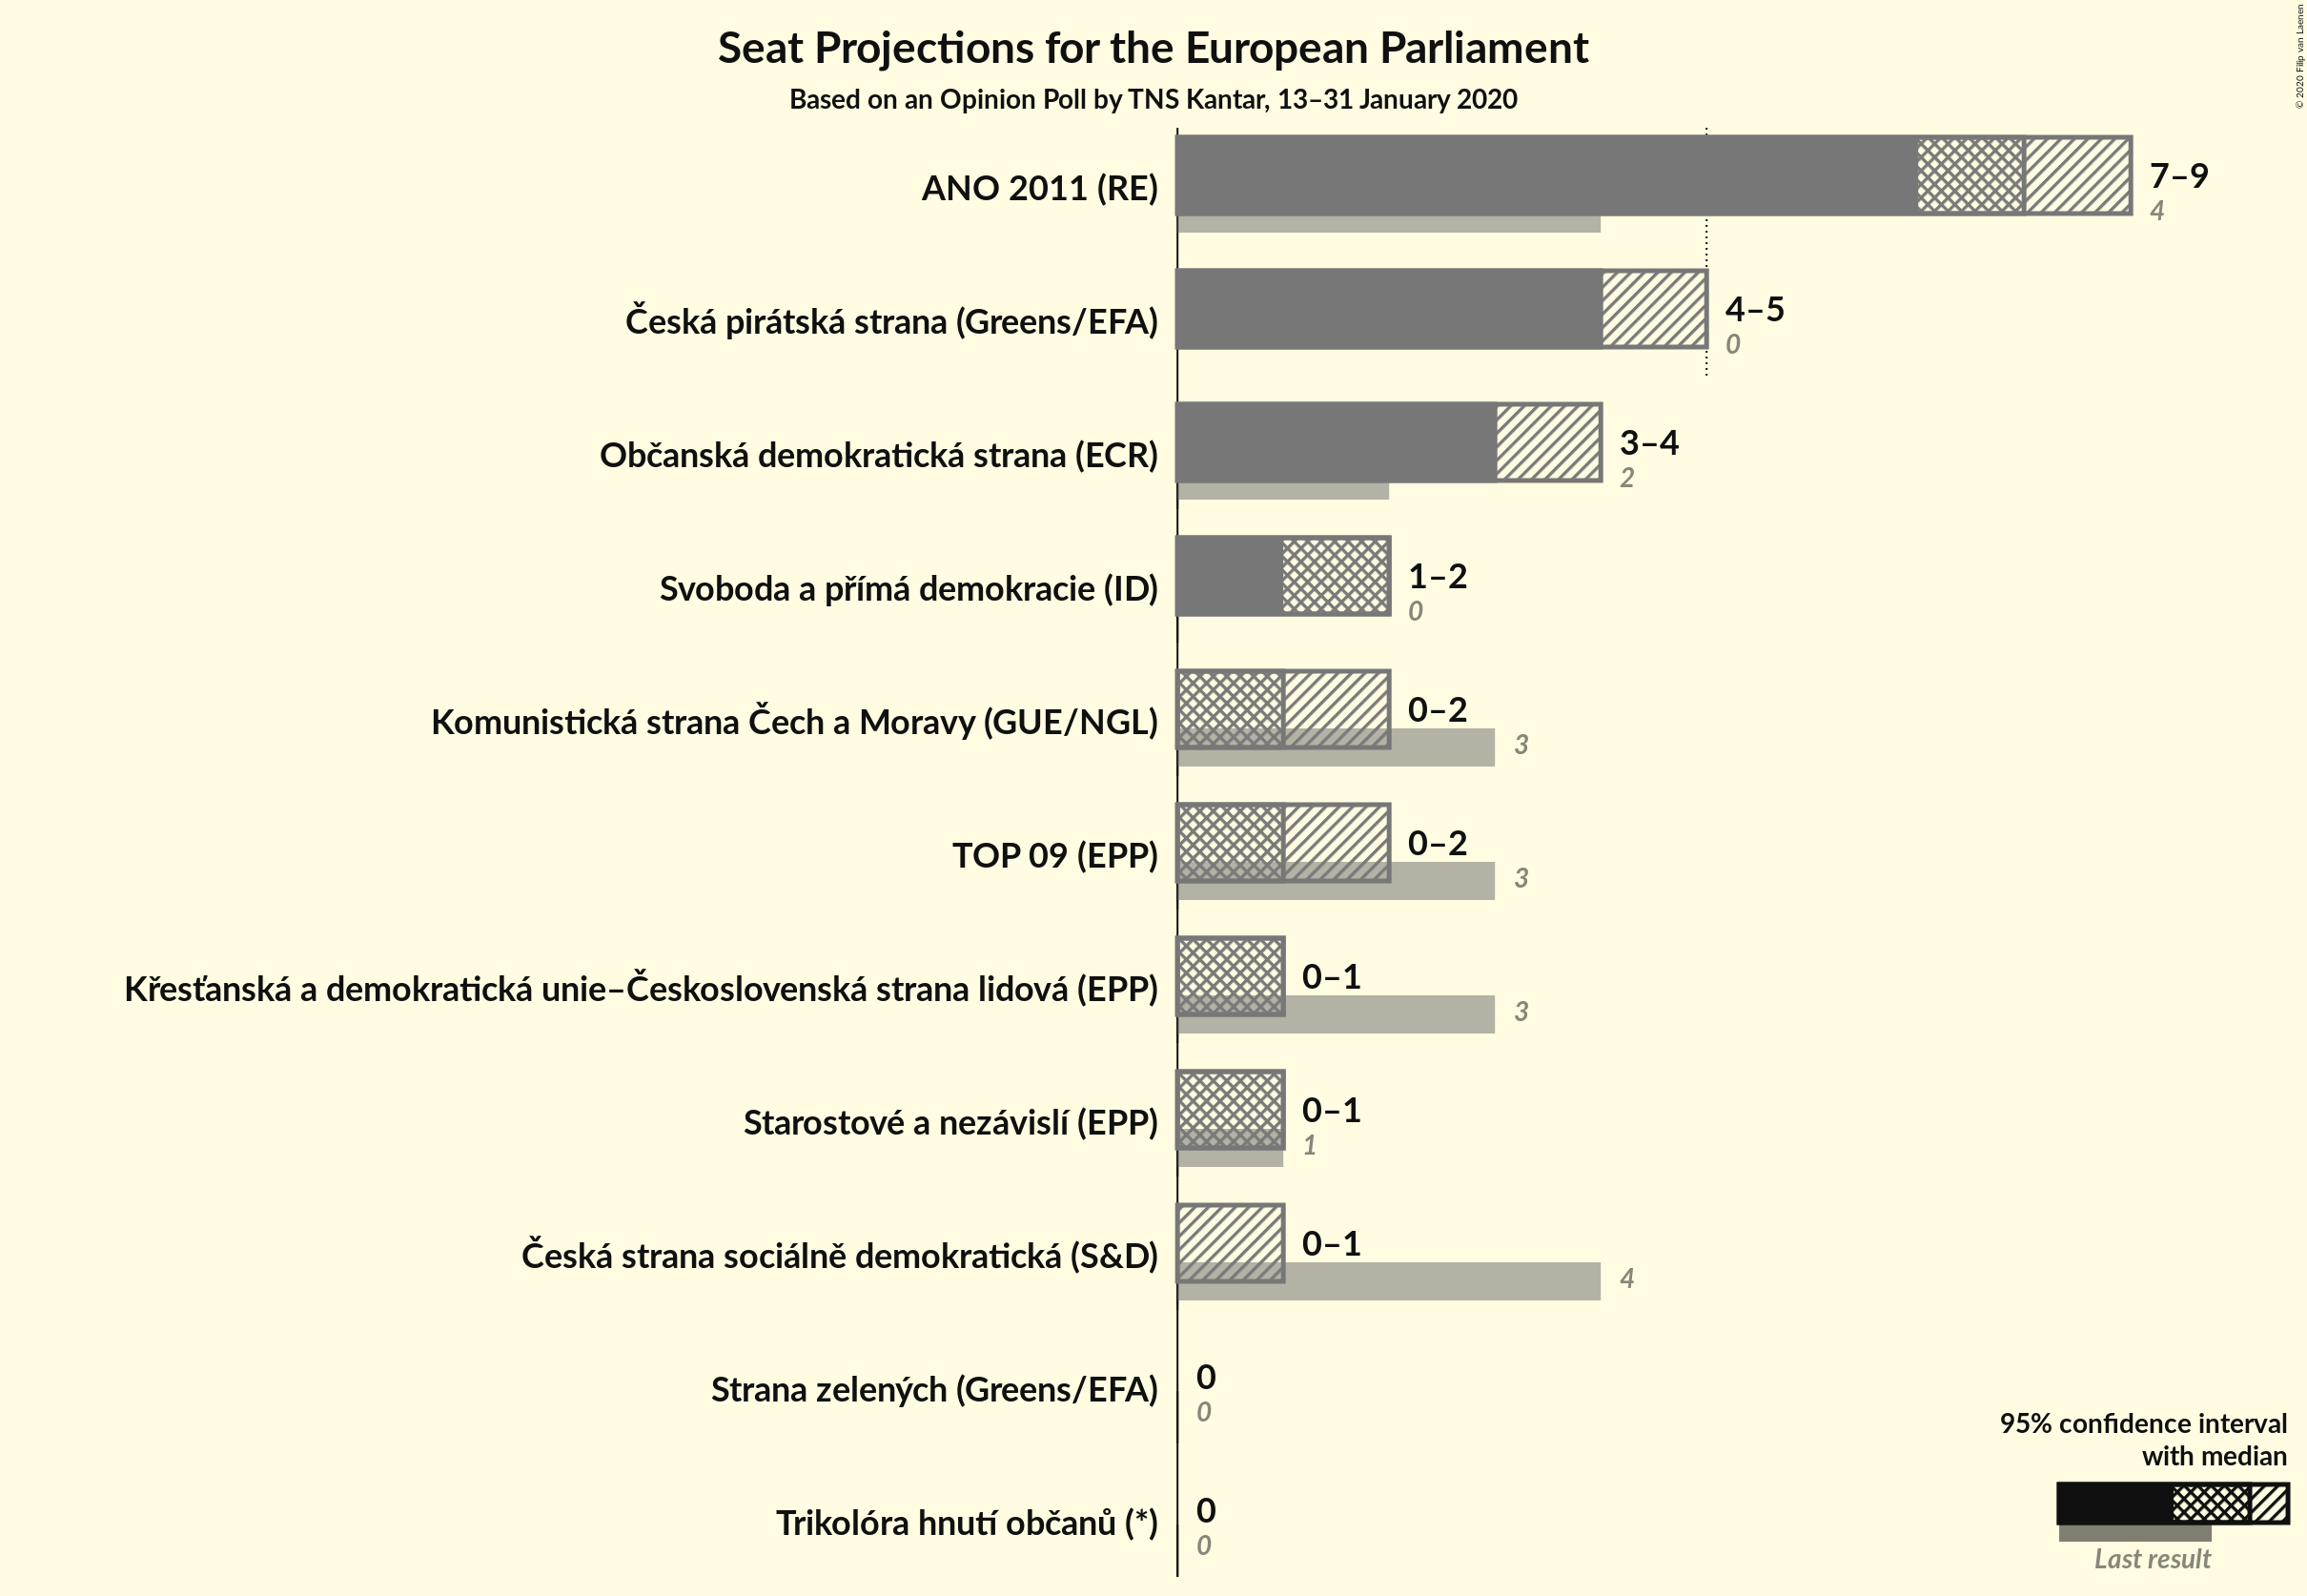 Seat Projections for the European Parliament
Based on an Opinion Poll by TNS Kantar, 13–31 January 2020
© 2020 Filip van Laenen
ANO 2011 (RE)
7–9
4
Česká pirátská strana (Greens/EFA)
4–5
0
Občanská demokratická strana (ECR)
3–4
2
Svoboda a přímá demokracie (ID)
1–2
0
Komunistická strana Čech a Moravy (GUE/NGL)
0–2
3
TOP 09 (EPP)
0–2
3
Křesťanská a demokratická unie–Československá strana lidová (EPP)
0–1
3
Starostové a nezávislí (EPP)
0–1
1
Česká strana sociálně demokratická (S&D)
0–1
4
Strana zelených (Greens/EFA)
0
0
Trikolóra hnutí občanů (*)
0
0
95% confidence interval
with median
Last result